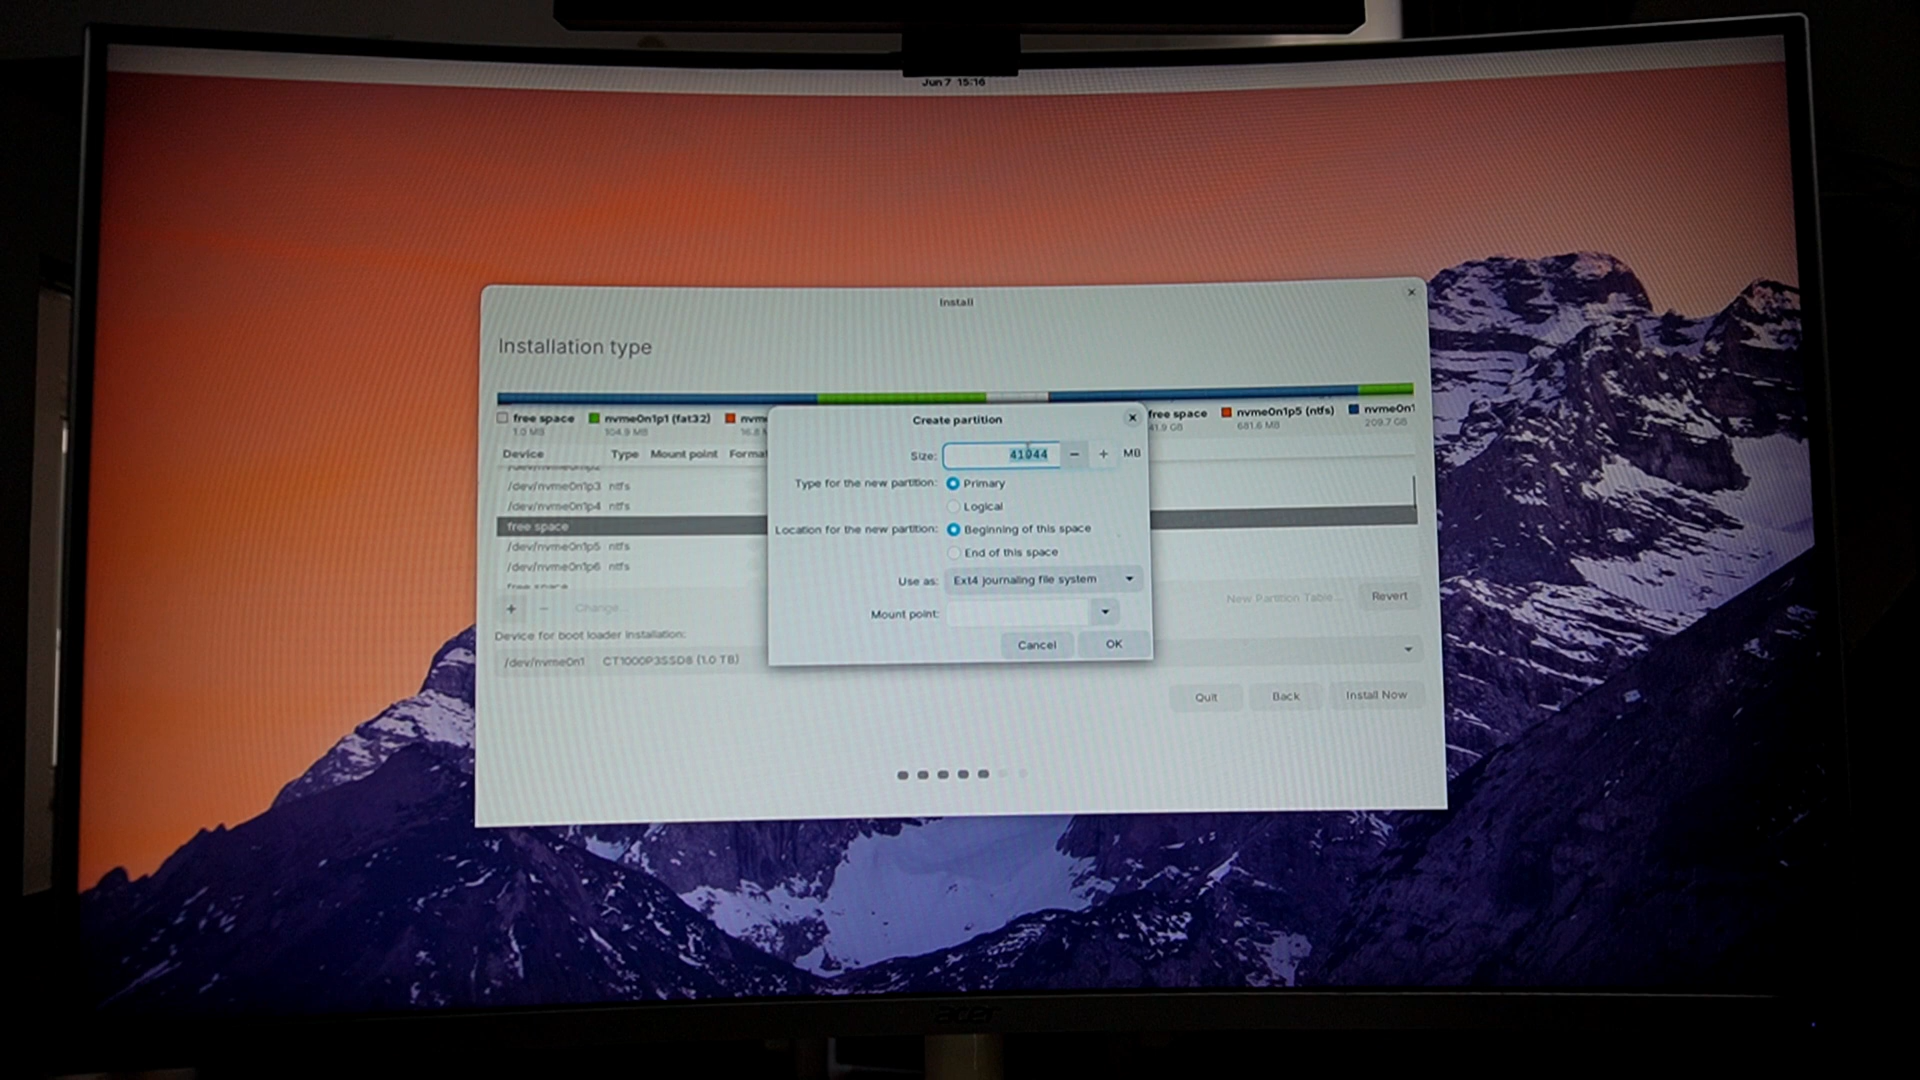 Jun 7 15:16
Install
Installation type
free space
1.0 MB
nvme0n1p1 (fat32)
104.9 MB
free space
41.9 GB
nvme0n1p5 (ntfs)
681.6 MB
nvme0n1
209.7 GB
Device Type Mount point
/dev/nvme0n1p3 ntfs
/dev/nvme0n1p4 ntfs
free space
/dev/nvme0n1p5 ntfs
/dev/nvme0n1p6 ntfs
free space
+ − Change...
New Partition Table...
Revert
Device for boot loader installation:
/dev/nvme0n1 CT1000P3SSD8 (1.0 TB)
Quit
Back
Install Now
Create partition
Size: 41944 − + MB
Type for the new partition: Primary
Logical
Location for the new partition: Beginning of this space
End of this space
Use as: Ext4 journaling file system
Mount point:
Cancel
OK
acer